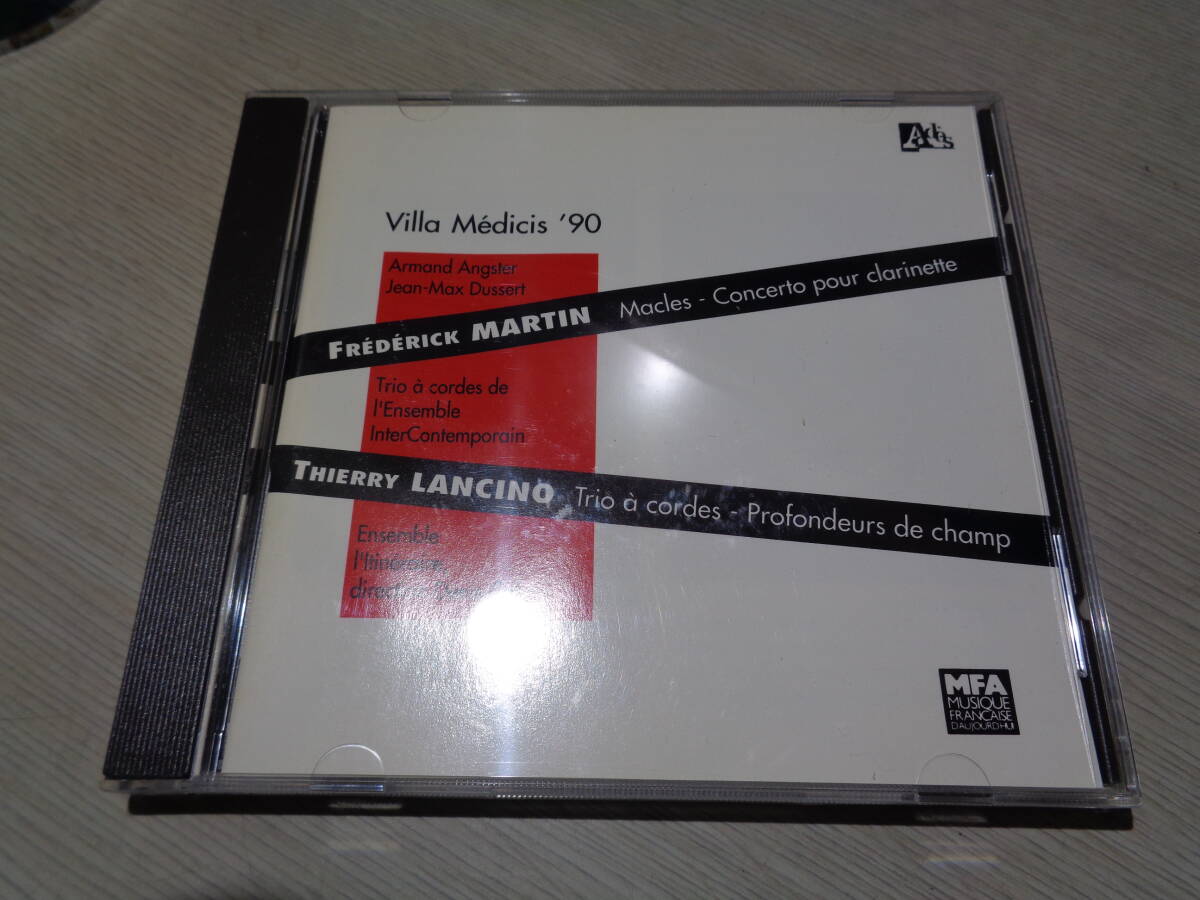 Adès
Villa Médicis '90
Armand Angster
Jean-Max Dussert
FRÉDÉRICK MARTIN Macles - Concerto pour clarinette
Trio à cordes de
l'Ensemble
InterContemporain
THIERRY LANCINO Trio à cordes - Profondeurs de champ
Ensemble
l'Itinéraire,
MFA
MUSIQUE
FRANÇAISE
D'AUJOURD'HUI